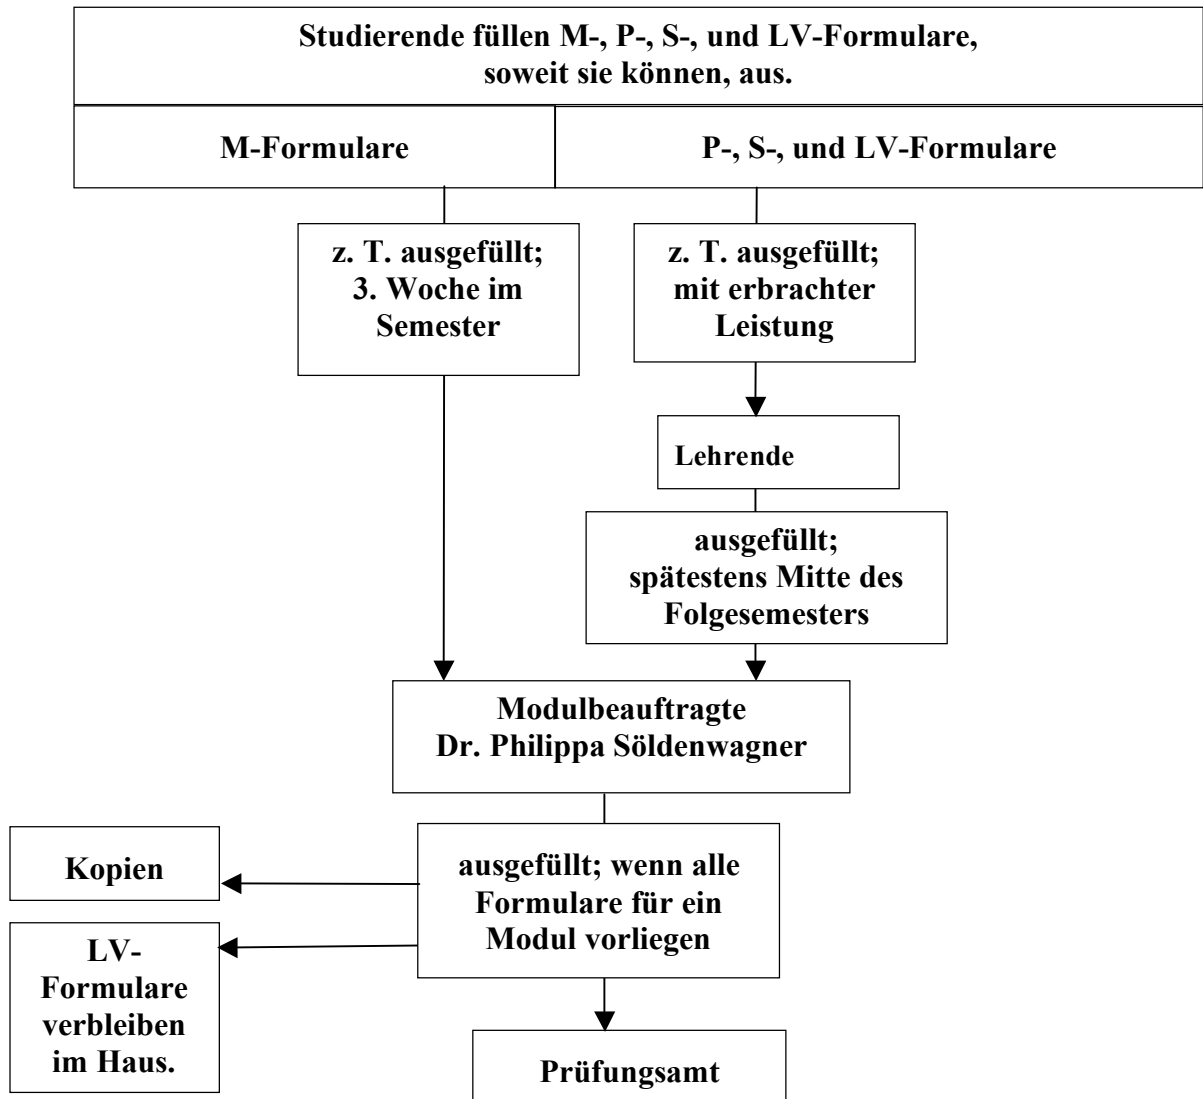 Studierende füllen M-, P-, S-, und LV-Formulare,
soweit sie können, aus.
M-Formulare
P-, S-, und LV-Formulare
z. T. ausgefüllt;
3. Woche im
Semester
z. T. ausgefüllt;
mit erbrachter
Leistung
Lehrende
ausgefüllt;
spätestens Mitte des
Folgesemesters
Modulbeauftragte
Dr. Philippa Söldenwagner
Kopien
ausgefüllt; wenn alle
Formulare für ein
Modul vorliegen
LV-
Formulare
verbleiben
im Haus.
Prüfungsamt